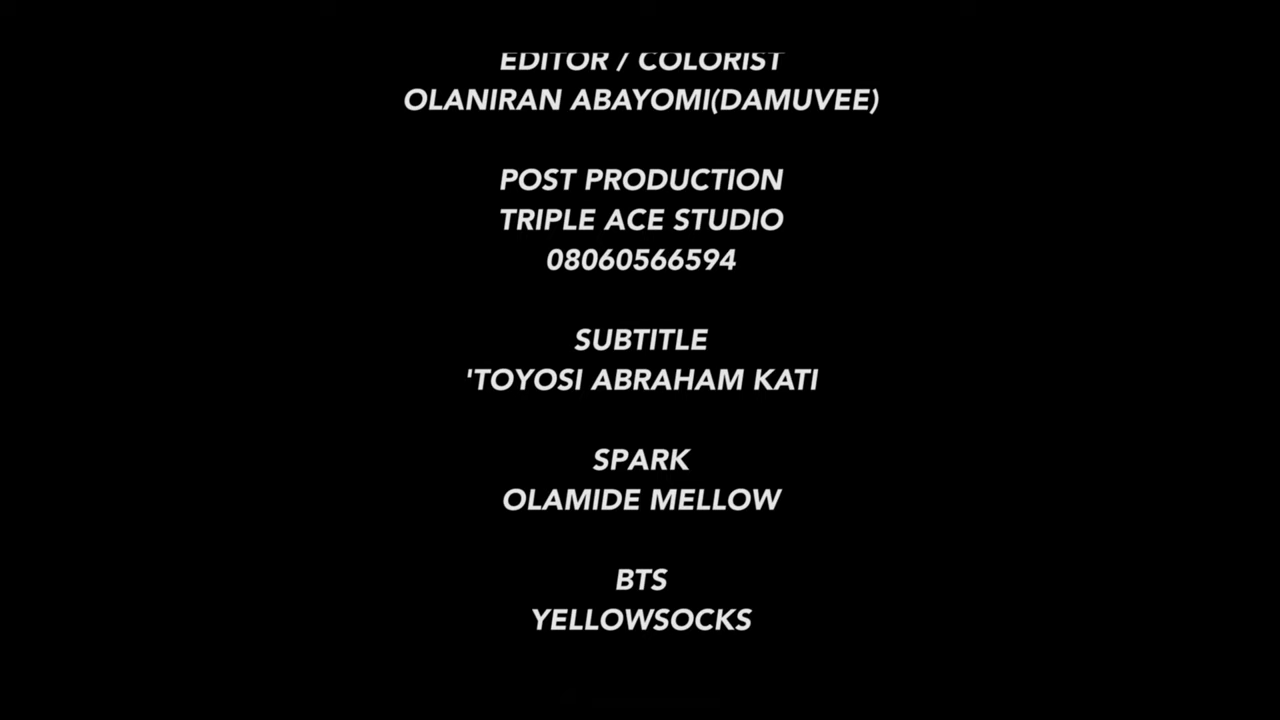 EDITOR / COLORIST
OLANIRAN ABAYOMI(DAMUVEE)
POST PRODUCTION
TRIPLE ACE STUDIO
08060566594
SUBTITLE
'TOYOSI ABRAHAM KATI
SPARK
OLAMIDE MELLOW
BTS
YELLOWSOCKS